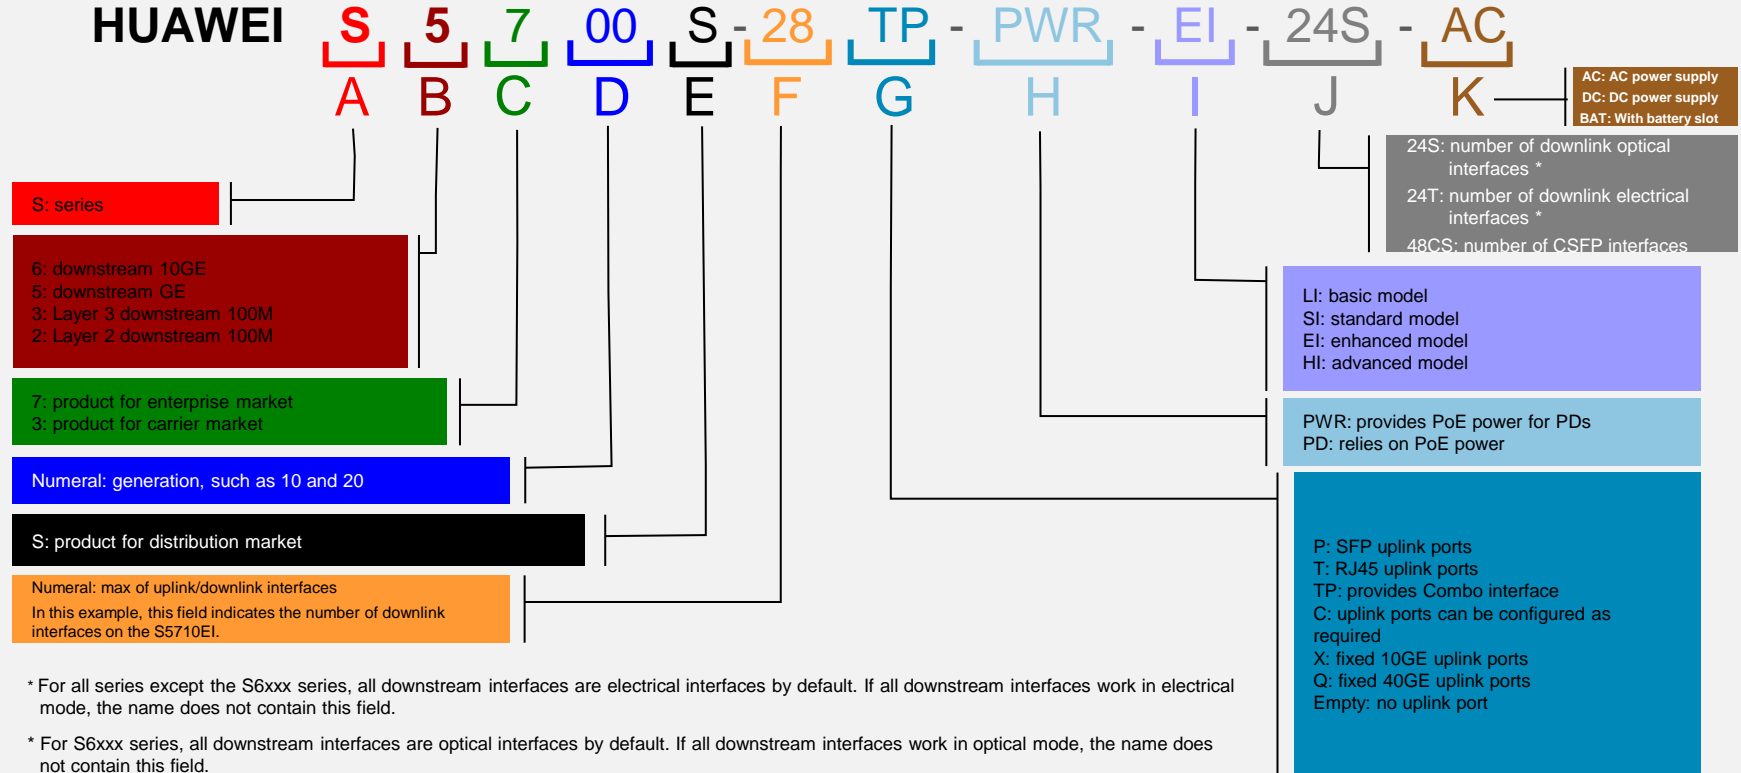 HUAWEI S 5 7 00 S - 28 TP - PWR - EI - 24S - AC
A B C D E F G H I J K
AC: AC power supply
DC: DC power supply
BAT: With battery slot
24S: number of downlink optical
interfaces *
24T: number of downlink electrical
interfaces *
48CS: number of CSFP interfaces
S: series
6: downstream 10GE
5: downstream GE
3: Layer 3 downstream 100M
2: Layer 2 downstream 100M
7: product for enterprise market
3: product for carrier market
Numeral: generation, such as 10 and 20
S: product for distribution market
Numeral: max of uplink/downlink interfaces
In this example, this field indicates the number of downlink
interfaces on the S5710EI.
LI: basic model
SI: standard model
EI: enhanced model
HI: advanced model
PWR: provides PoE power for PDs
PD: relies on PoE power
P: SFP uplink ports
T: RJ45 uplink ports
TP: provides Combo interface
C: uplink ports can be configured as
required
X: fixed 10GE uplink ports
Q: fixed 40GE uplink ports
Empty: no uplink port
* For all series except the S6xxx series, all downstream interfaces are electrical interfaces by default. If all downstream interfaces work in electrical
mode, the name does not contain this field.
* For S6xxx series, all downstream interfaces are optical interfaces by default. If all downstream interfaces work in optical mode, the name does
not contain this field.